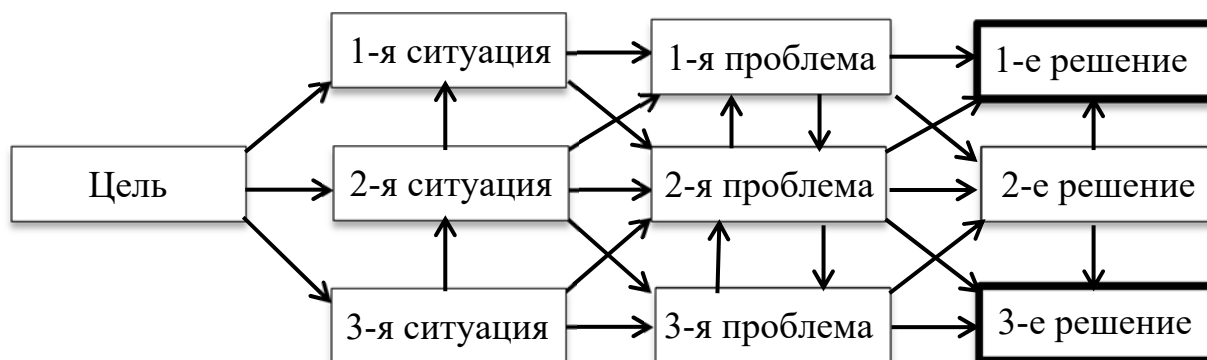 1-я ситуация
1-я проблема
1-е решение
Цель
2-я ситуация
2-я проблема
2-е решение
3-я ситуация
3-я проблема
3-е решение